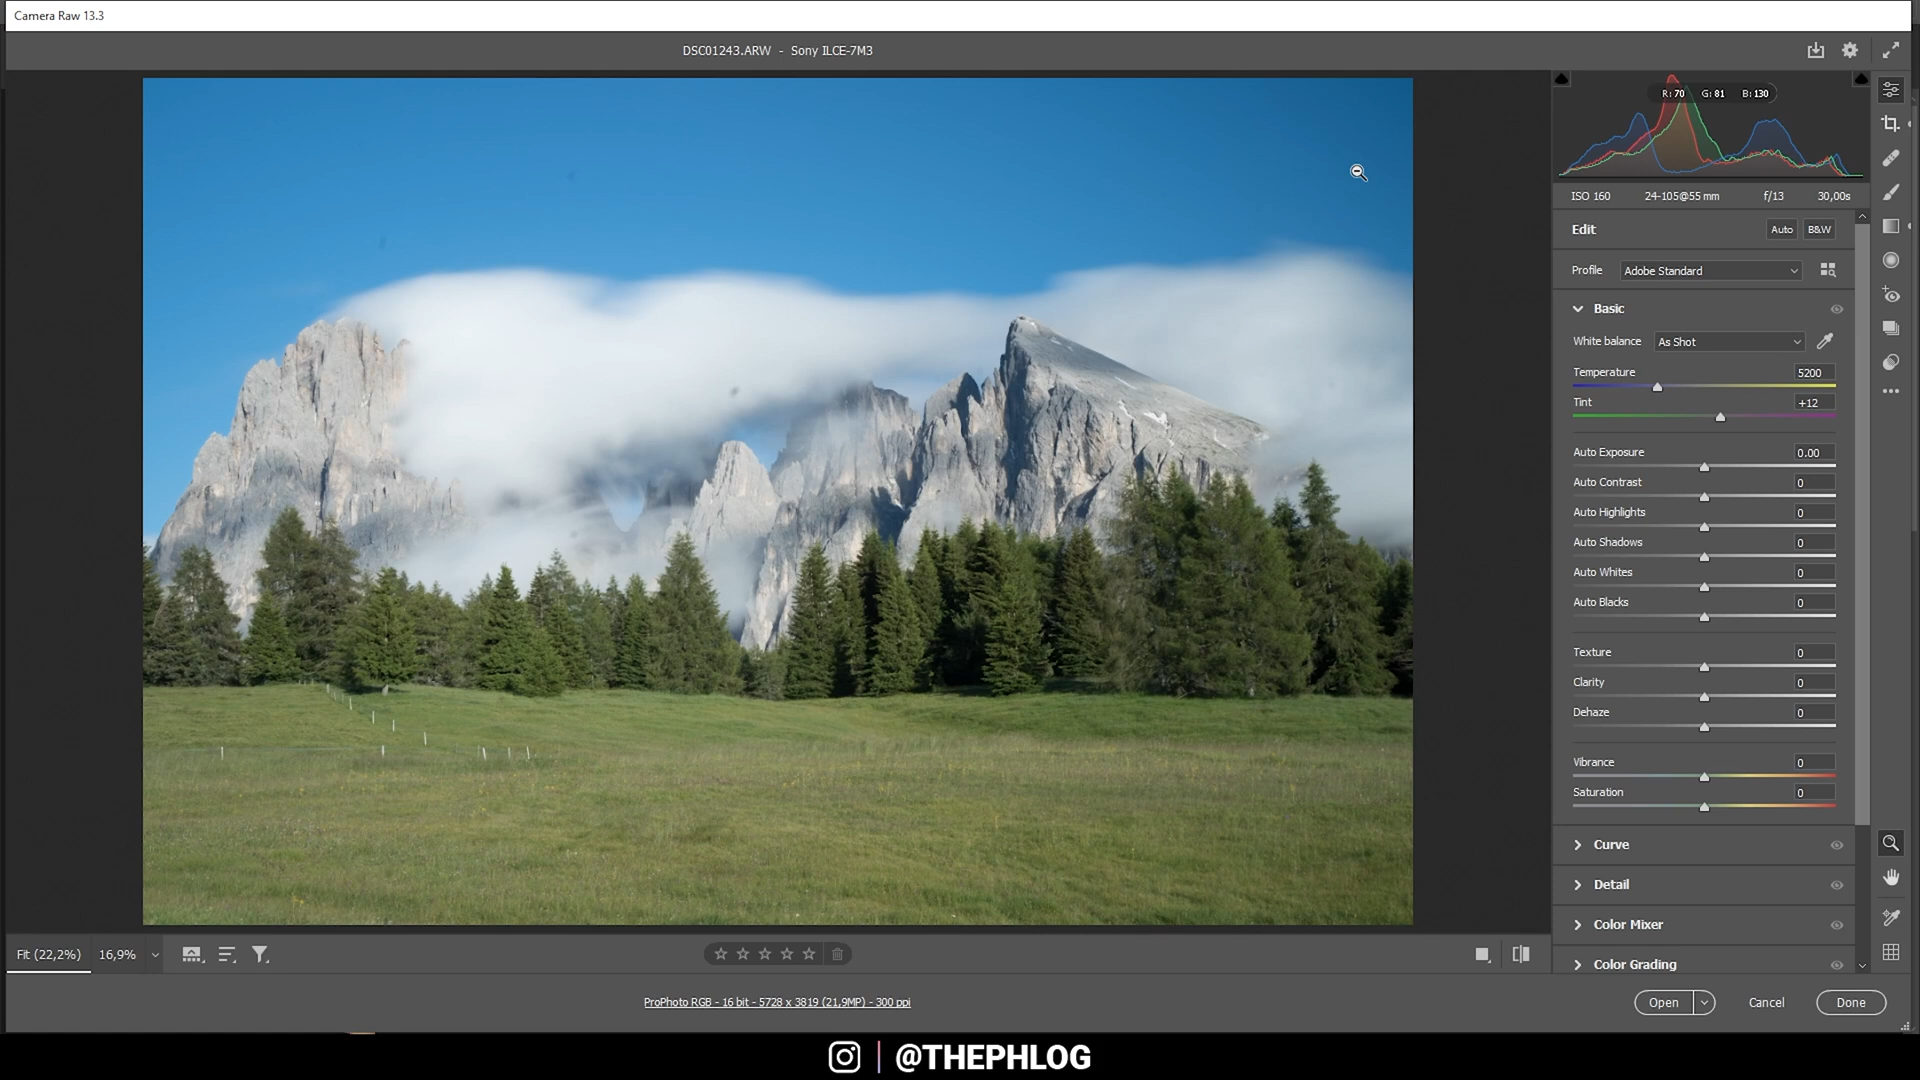 Camera Raw 13.3
DSC01243.ARW - Sony ILCE-7M3
R: 70 G: 81 B: 130
ISO 160 24-105@55 mm f/13 30,00s
Edit Auto B&W
Profile Adobe Standard
Basic
White balance As Shot
Temperature 5200
Tint +12
Auto Exposure 0.00
Auto Contrast 0
Auto Highlights 0
Auto Shadows 0
Auto Whites 0
Auto Blacks 0
Texture 0
Clarity 0
Dehaze 0
Vibrance 0
Saturation 0
Curve
Detail
Color Mixer
Color Grading
Fit (22,2%) 16,9%
ProPhoto RGB - 16 bit - 5728 x 3819 (21,9MP) - 300 ppi
Open Cancel Done
@THEPHLOG